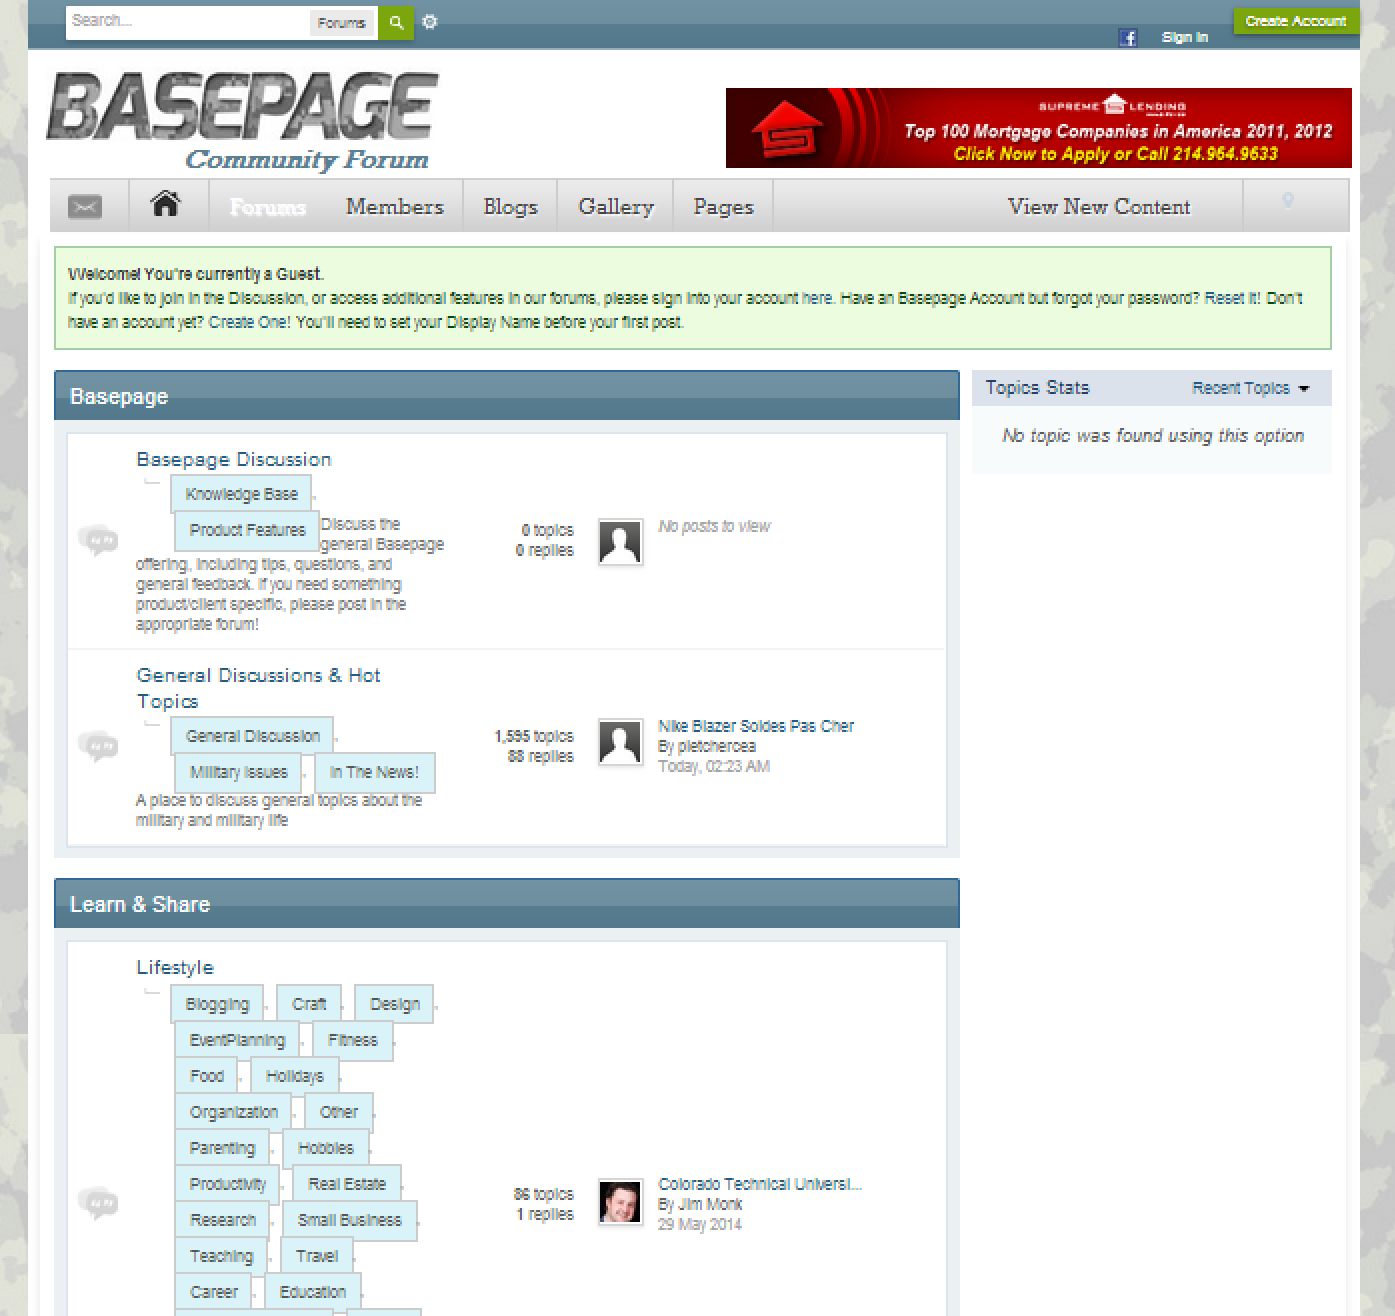 Search...
Forums
Create Account
Sign In
BASEPAGE
Community Forum
SUPREME LENDING
Top 100 Mortgage Companies in America 2011, 2012
Click Now to Apply or Call 214.954.9633
Forums
Members
Blogs
Gallery
Pages
View New Content
Welcome! You're currently a Guest.
If you'd like to join in the Discussion, or access additional features in our forums, please sign into your account here. Have an Basepage Account but forgot your password? Reset it! Don't
have an account yet? Create One! You'll need to set your Display Name before your first post.
Basepage
Topics Stats
Recent Topics
No topic was found using this option
Basepage Discussion
Knowledge Base ,
Product Features Discuss the
general Basepage
offering, including tips, questions, and
general feedback. If you need something
product/client specific, please post in the
appropriate forum!
0 topics
0 replies
No posts to view
General Discussions & Hot
Topics
General Discussion ,
Military Issues , In The News!
A place to discuss general topics about the
military and military life
1,595 topics
88 replies
Nike Blazer Soldes Pas Cher
By pletchercea
Today, 02:23 AM
Learn & Share
Lifestyle
Blogging , Craft , Design ,
EventPlanning , Fitness ,
Food , Holidays ,
Organization , Other ,
Parenting , Hobbies ,
Productivity , Real Estate ,
Research , Small Business ,
Teaching , Travel ,
Career , Education ,
86 topics
1 replies
Colorado Technical Universi...
By Jim Monk
29 May 2014